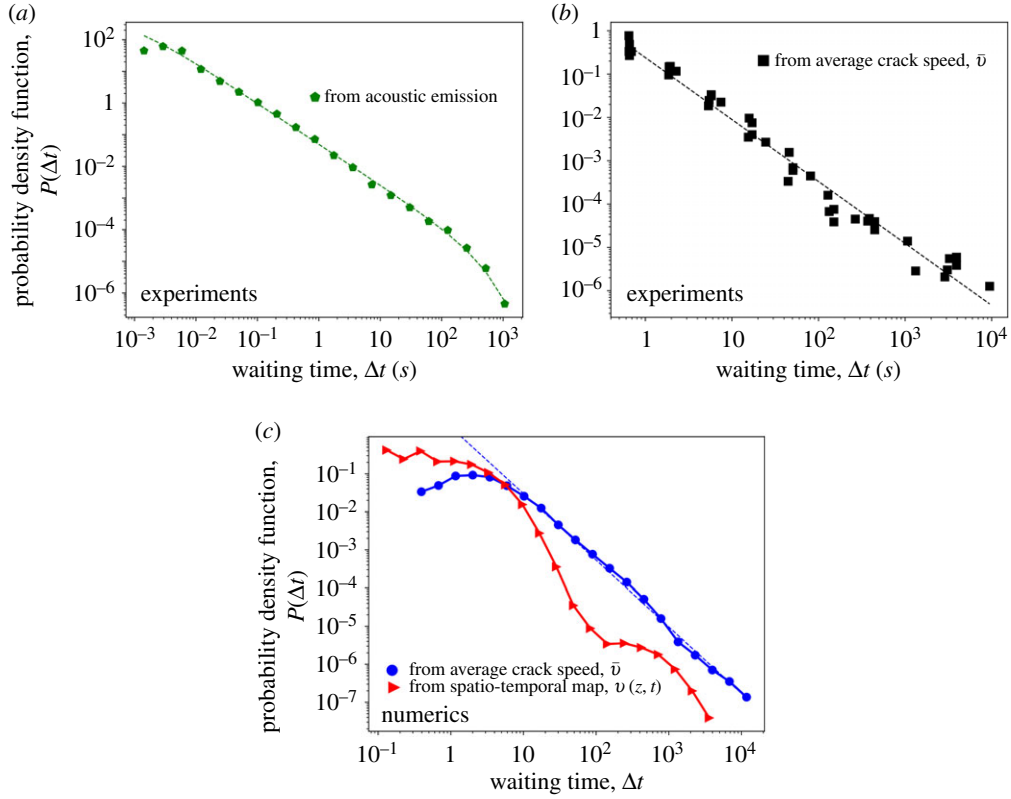 (a)
probability density function,
P(Δt)
10²
1
10⁻²
10⁻⁴
10⁻⁶
from acoustic emission
experiments
10⁻³ 10⁻² 10⁻¹ 1 10 10² 10³
waiting time, Δt (s)
(b)
1
10⁻¹
10⁻²
10⁻³
10⁻⁴
10⁻⁵
10⁻⁶
from average crack speed, ῡ
experiments
1 10 10² 10³ 10⁴
waiting time, Δt (s)
(c)
probability density function,
P(Δt)
10⁻¹
10⁻²
10⁻³
10⁻⁴
10⁻⁵
10⁻⁶
10⁻⁷
from average crack speed, ῡ
from spatio-temporal map, υ (z, t)
numerics
10⁻¹ 1 10 10² 10³ 10⁴
waiting time, Δt